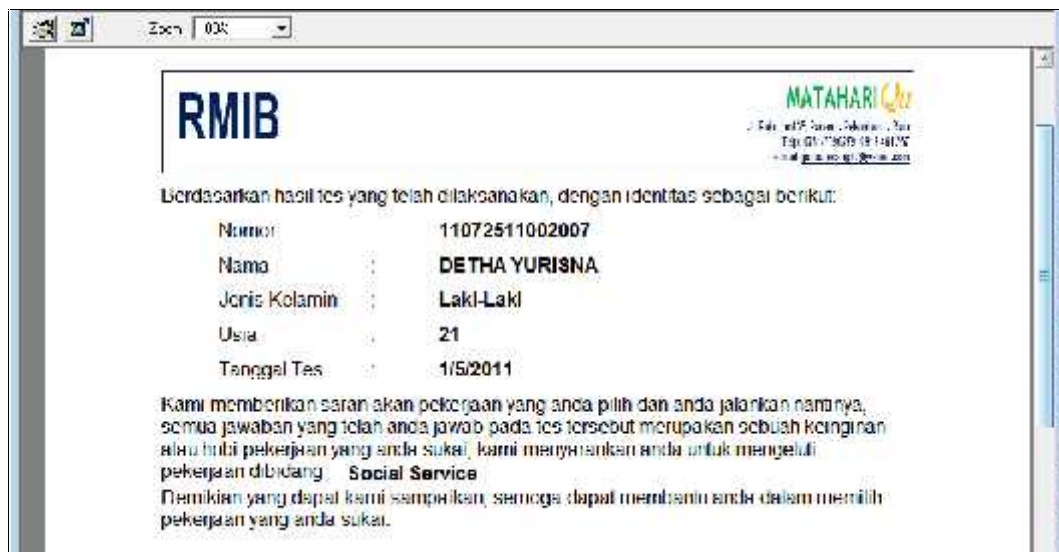 Zoom 100%
RMIB
MATAHARI Qu
Berdasarkan hasil tes yang telah dilaksanakan, dengan identitas sebagai berikut:
Nomor 11072511002007
Nama : DETHA YURISNA
Jenis Kelamin : Laki-Laki
Usia : 21
Tanggal Tes : 1/5/2011
Kami memberikan saran akan pekerjaan yang anda pilih dan anda jalankan nantinya,
semua jawaban yang telah anda jawab pada tes tersebut merupakan sebuah keinginan
atau hobi pekerjaan yang anda sukai, kami menyarankan anda untuk mengeluti
pekerjaan dibidang Social Service
Demikian yang dapat kami sampaikan, semoga dapat membantu anda dalam memilih
pekerjaan yang anda sukai.